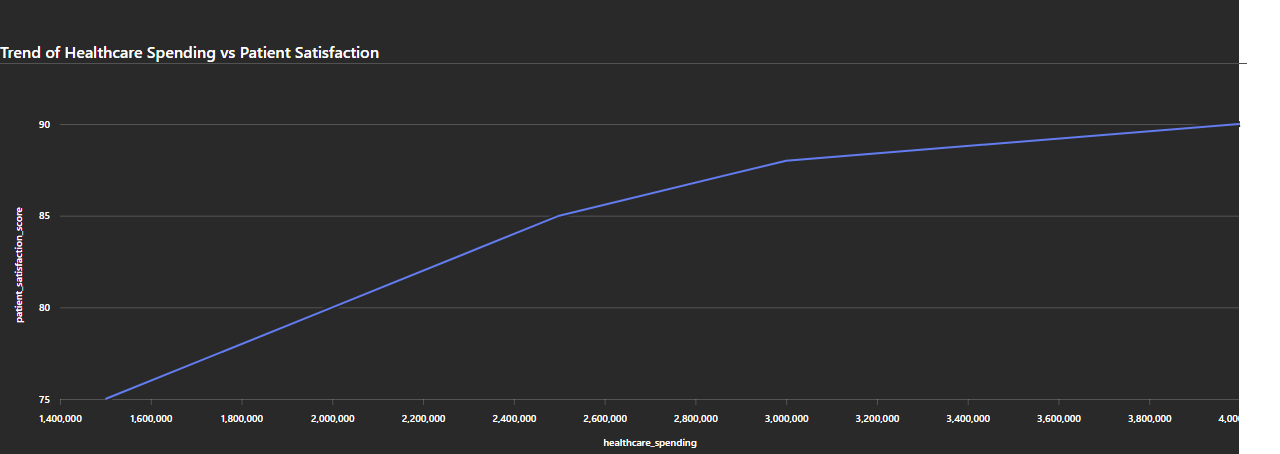 Trend of Healthcare Spending vs Patient Satisfaction
90
85
80
75
patient_satisfaction_score
1,400,000 1,600,000 1,800,000 2,000,000 2,200,000 2,400,000 2,600,000 2,800,000 3,000,000 3,200,000 3,400,000 3,600,000 3,800,000 4,000
healthcare_spending